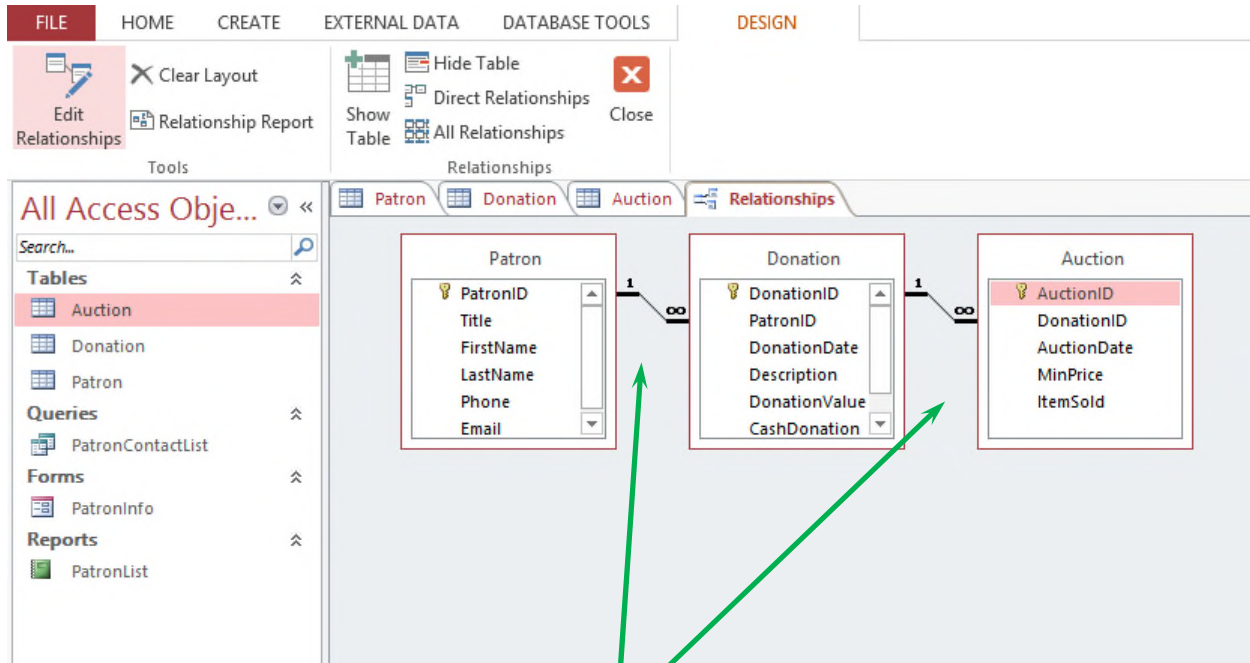 FILE HOME CREATE EXTERNAL DATA DATABASE TOOLS DESIGN
Edit Relationships
Clear Layout
Relationship Report
Tools
Show Table
Hide Table
Direct Relationships
All Relationships
Close
Relationships
All Access Obje... «
Search...
Tables
Auction
Donation
Patron
Queries
PatronContactList
Forms
PatronInfo
Reports
PatronList
Patron Donation Auction Relationships
Patron
PatronID
Title
FirstName
LastName
Phone
Email
1 ∞
Donation
DonationID
PatronID
DonationDate
Description
DonationValue
CashDonation
1 ∞
Auction
AuctionID
DonationID
AuctionDate
MinPrice
ItemSold